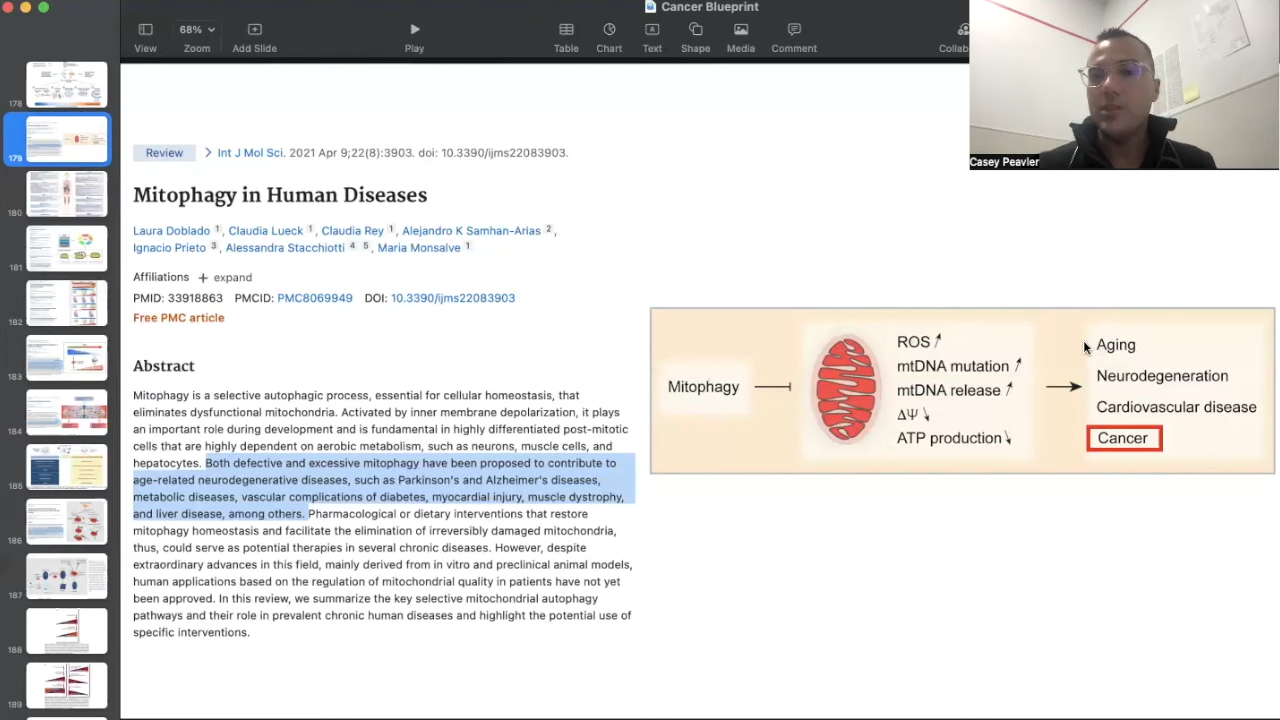 Cancer Blueprint
68%
View
Zoom
Add Slide
Play
Table
Chart
Text
Shape
Media
Comment
Collab
Casey Peavler
178
179
180
181
182
183
184
185
186
187
188
189
Review
Int J Mol Sci. 2021 Apr 9;22(8):3903. doi: 10.3390/ijms22083903.
Mitophagy in Human Diseases
Laura Doblado 1, Claudia Lueck 1, Claudia Rey 1, Alejandro K Samhan-Arias 2,
Ignacio Prieto 3, Alessandra Stacchiotti 4 5, Maria Monsalve 1
Affiliations + expand
PMID: 33918863 PMCID: PMC8069949 DOI: 10.3390/ijms22083903
Free PMC article
Abstract
Mitophagy is a selective autophagic process, essential for cellular homeostasis, that
eliminates dysfunctional mitochondria. Activated by inner membrane depolarization, it plays
an important role during development and is fundamental in highly differentiated post-mitotic
cells that are highly dependent on aerobic metabolism, such as neurons, muscle cells, and
hepatocytes. Both defective and excessive mitophagy have been proposed to contribute to
age-related neurodegenerative diseases, such as Parkinson's and Alzheimer's diseases,
metabolic diseases, vascular complications of diabetes, myocardial injury, muscle dystrophy,
and liver disease, among others. Pharmacological or dietary interventions that restore
mitophagy homeostasis and facilitate the elimination of irreversibly damaged mitochondria,
thus, could serve as potential therapies in several chronic diseases. However, despite
extraordinary advances in this field, mainly derived from in vitro and preclinical animal models,
human applications based on the regulation of mitochondrial quality in patients have not yet
been approved. In this review, we summarize the key selective mitochondrial autophagy
pathways and their role in prevalent chronic human diseases and highlight the potential use of
specific interventions.
Mitophagy
ROS ↗
mtDNA mutation ↗
mtDNA release ↗
ΔΨ ↘
ATP production ↘
Aging
Neurodegeneration
Cardiovascular disease
Cancer